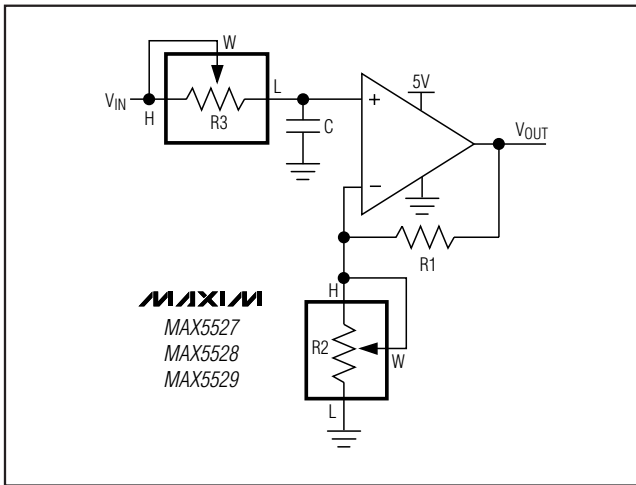 W
5V
L
VIN
H
R3
C
+
−
VOUT
R1
H
R2
W
L
MAXIM
MAX5527
MAX5528
MAX5529